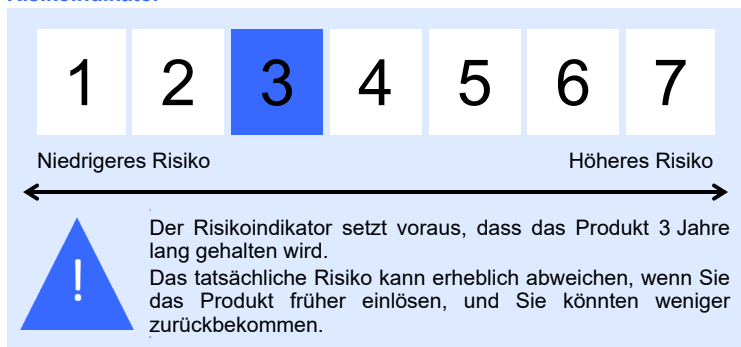 Risikoindikator
1 2 3 4 5 6 7
Niedrigeres Risiko Höheres Risiko
Der Risikoindikator setzt voraus, dass das Produkt 3 Jahre
lang gehalten wird.
!
Das tatsächliche Risiko kann erheblich abweichen, wenn Sie
das Produkt früher einlösen, und Sie könnten weniger
zurückbekommen.